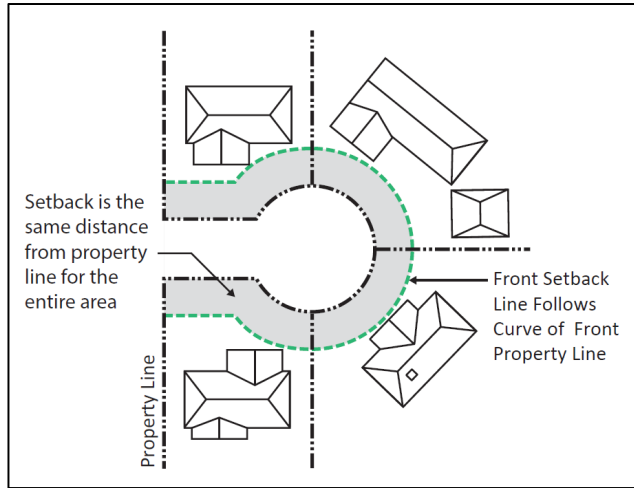 Setback is the
same distance
from property
line for the
entire area
Front Setback
Line Follows
Curve of Front
Property Line
Property Line